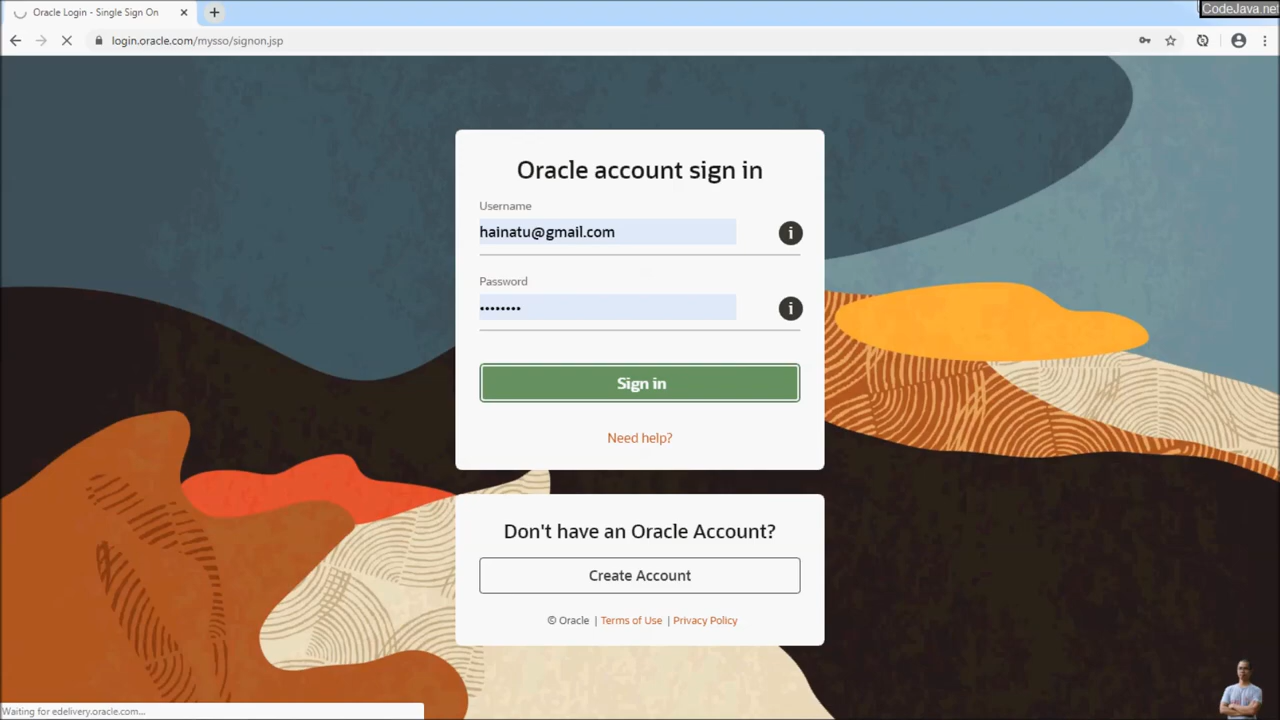 Oracle Login - Single Sign On
CodeJava.net
login.oracle.com/mysso/signon.jsp
Oracle account sign in
Username
hainatu@gmail.com
i
Password
••••••••
i
Sign in
Need help?
Don't have an Oracle Account?
Create Account
© Oracle | Terms of Use | Privacy Policy
Waiting for edelivery.oracle.com...